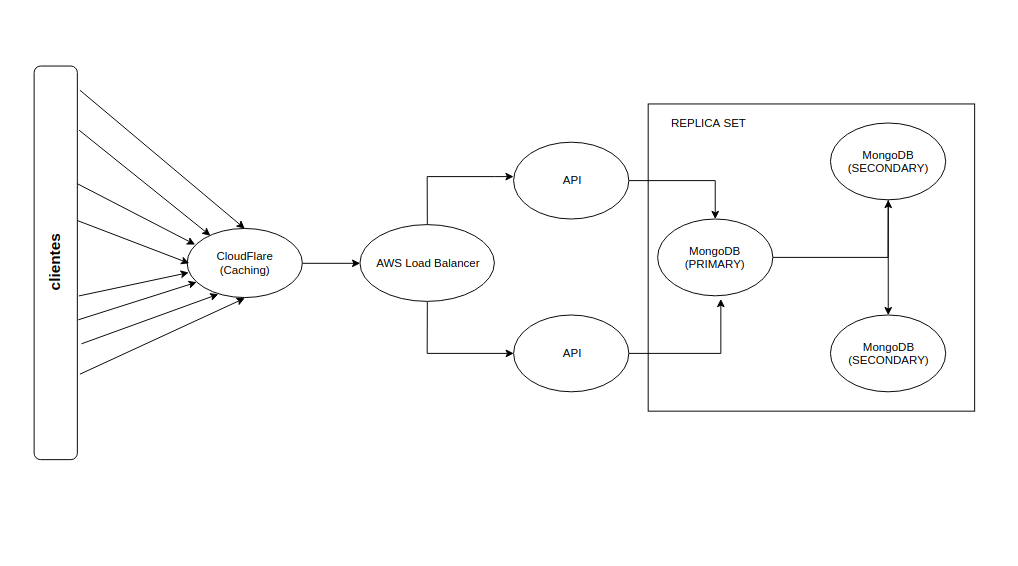 clientes
CloudFlare
(Caching)
AWS Load Balancer
API
API
REPLICA SET
MongoDB
(PRIMARY)
MongoDB
(SECONDARY)
MongoDB
(SECONDARY)